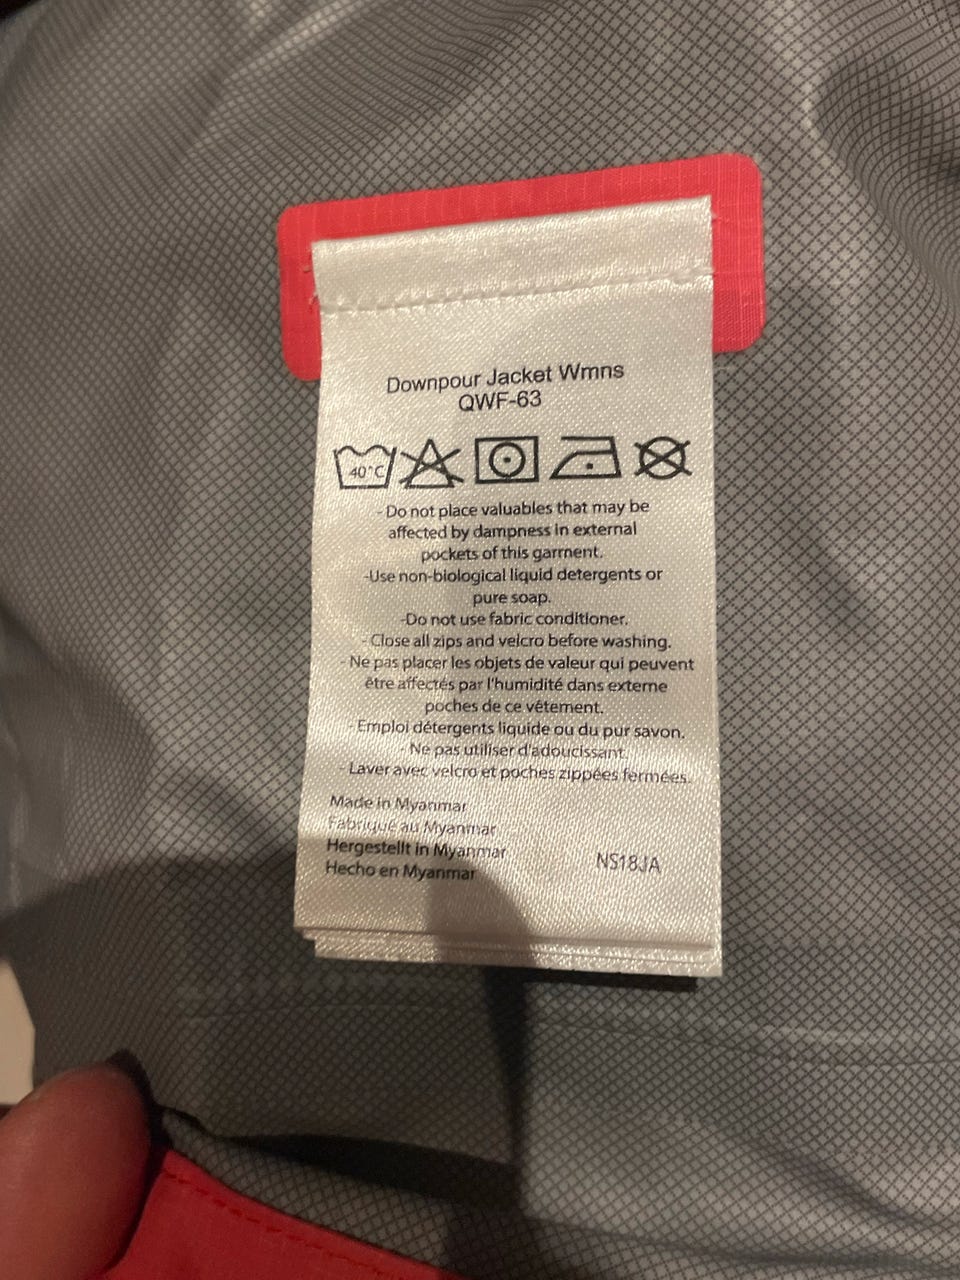 Downpour Jacket Wmns
QWF-63
40°C
- Do not place valuables that may be
affected by dampness in external
pockets of this garment.
-Use non-biological liquid detergents or
pure soap.
-Do not use fabric conditioner.
- Close all zips and velcro before washing.
- Ne pas placer les objets de valeur qui peuvent
être affectés par l'humidité dans externe
poches de ce vêtement.
- Emploi détergents liquide ou du pur savon.
- Ne pas utiliser d'adoucissant.
- Laver avec velcro et poches zippées fermées.
Made in Myanmar
Fabriqué au Myanmar
Hergestellt in Myanmar
Hecho en Myanmar
NS18JA